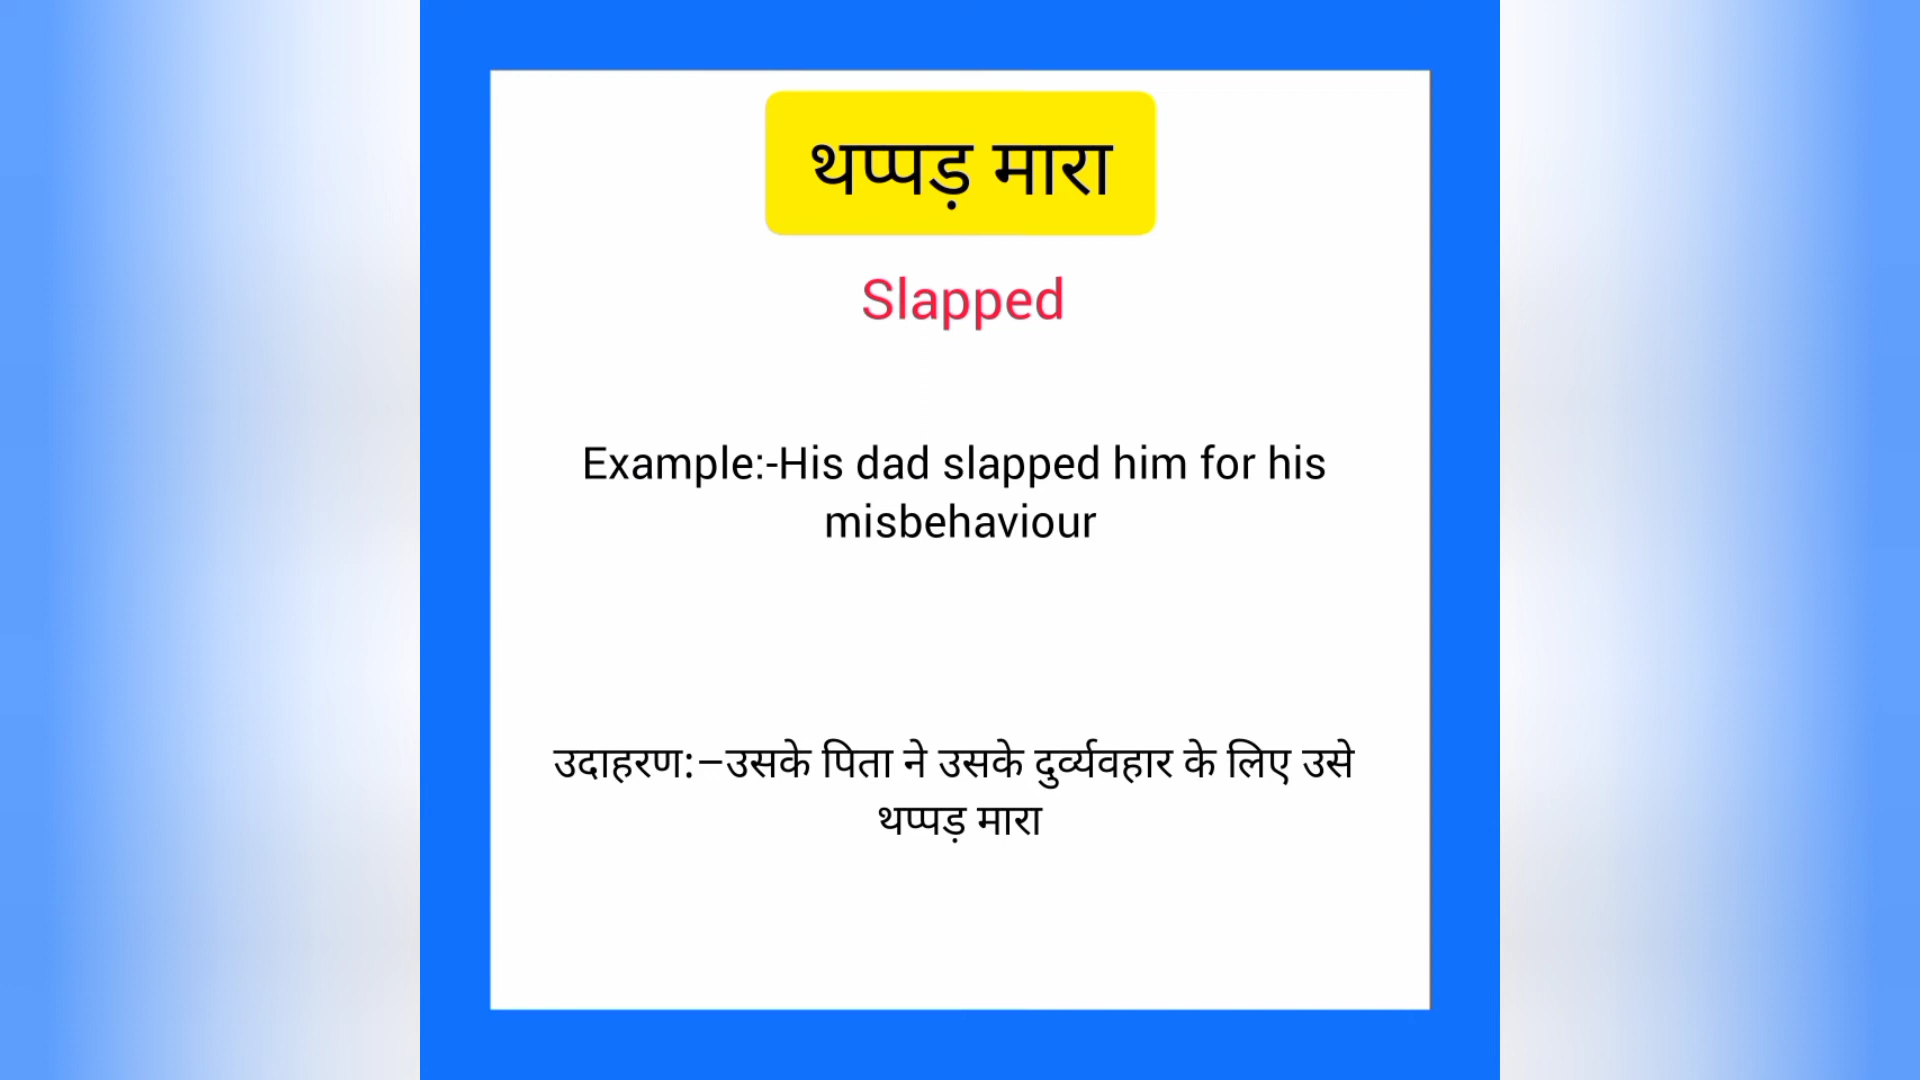 थप्पड़ मारा
Slapped
Example:-His dad slapped him for his
misbehaviour
उदाहरण:–उसके पिता ने उसके दुर्व्यवहार के लिए उसे
थप्पड़ मारा